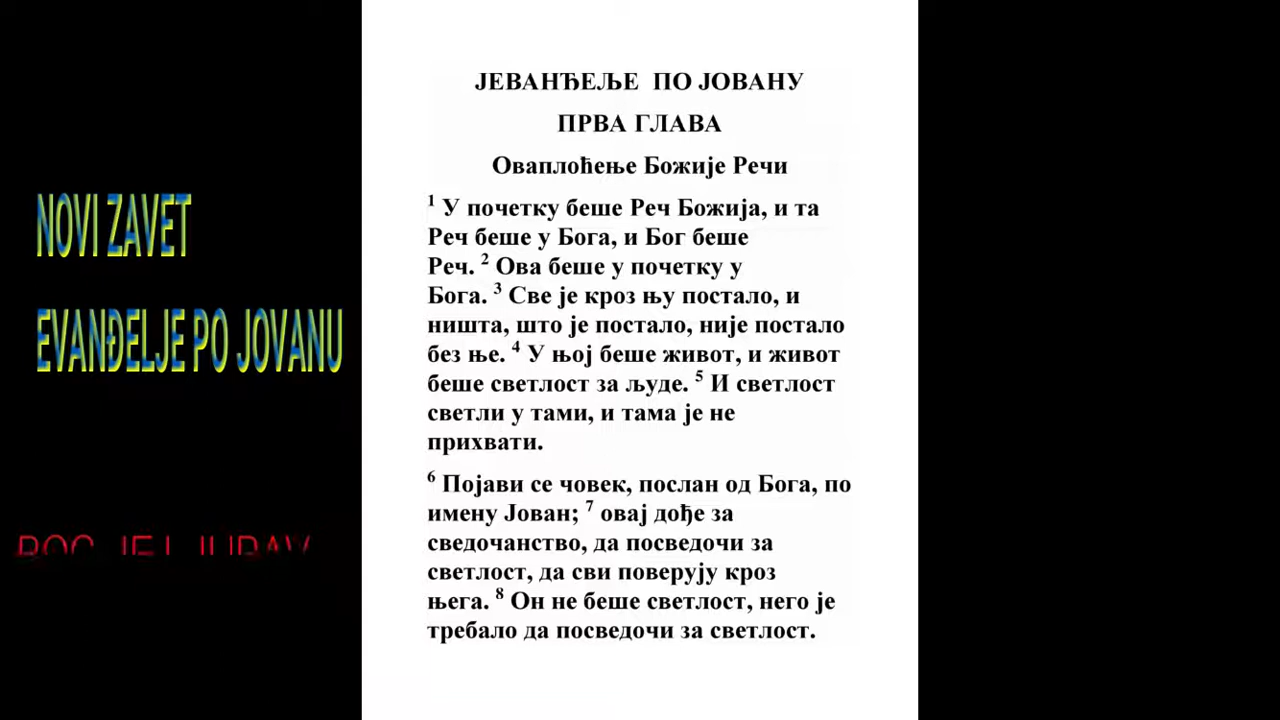 NOVI ZAVET
EVANĐELJE PO JOVANU
ЈЕВАНЂЕЉЕ ПО ЈОВАНУ
ПРВА ГЛАВА
Оваплоћење Божије Речи
1 У почетку беше Реч Божија, и та
Реч беше у Бога, и Бог беше
Реч. 2 Ова беше у почетку у
Бога. 3 Све је кроз њу постало, и
ништа, што је постало, није постало
без ње. 4 У њој беше живот, и живот
беше светлост за људе. 5 И светлост
светли у тами, и тама је не
прихвати.
6 Појави се човек, послан од Бога, по
имену Јован; 7 овај дође за
сведочанство, да посведочи за
светлост, да сви поверују кроз
њега. 8 Он не беше светлост, него је
требало да посведочи за светлост.